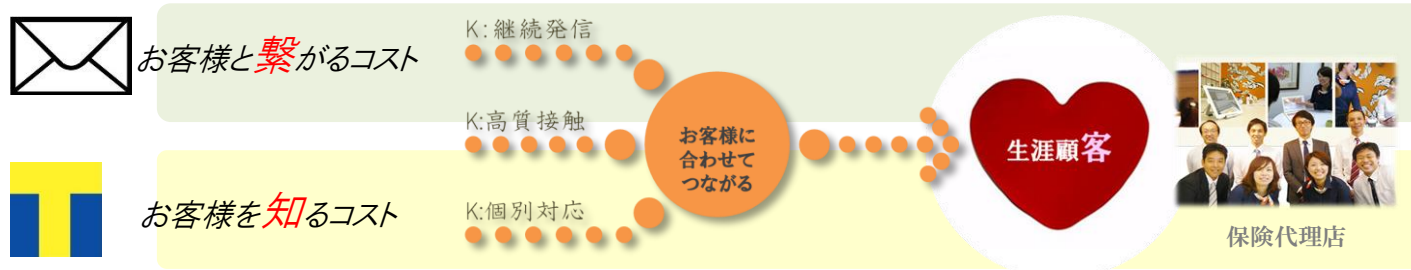 お客様と繋がるコスト
K:継続発信
K:高質接触
お客様を知るコスト
K:個別対応
お客様に
合わせて
つながる
生涯顧客
保険代理店